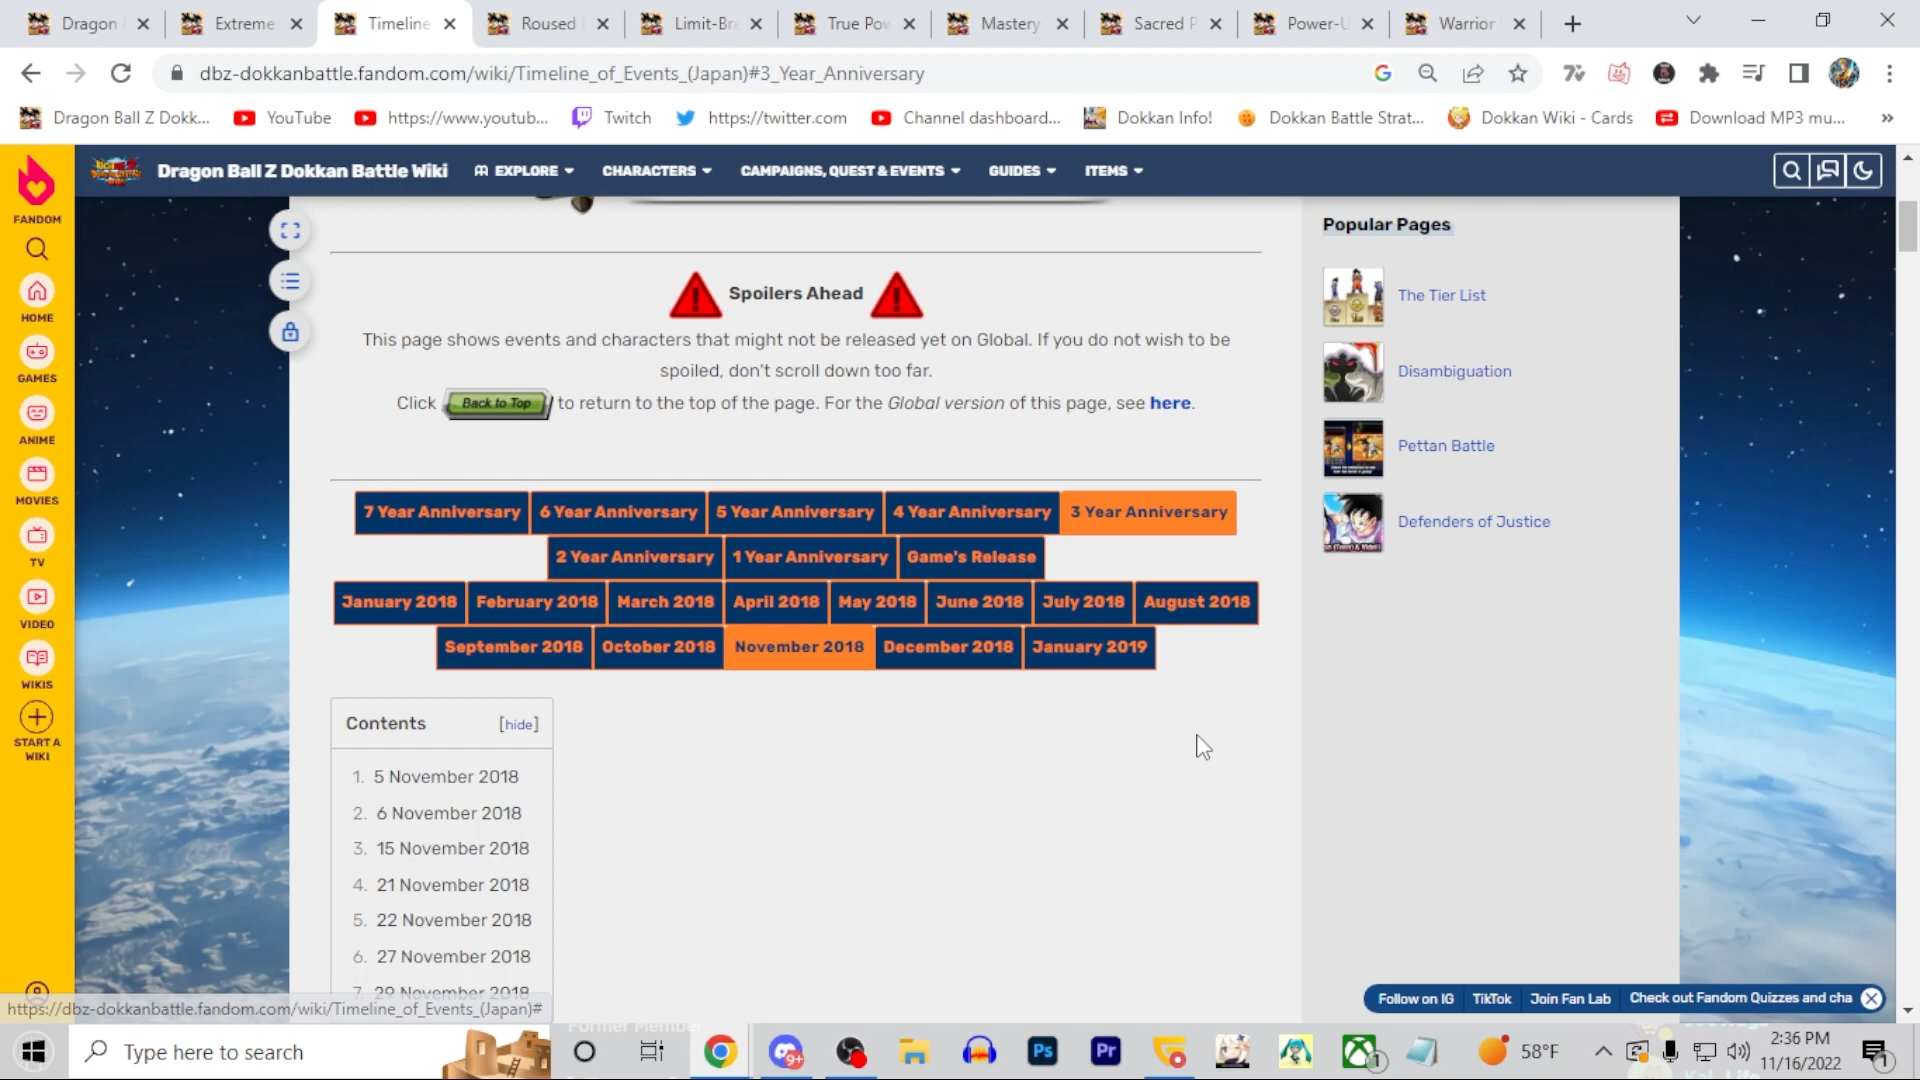 Dragon
Extreme
Timeline
Roused
Limit-Bre
True Pow
Mastery
Sacred P
Power-U
Warrior
dbz-dokkanbattle.fandom.com/wiki/Timeline_of_Events_(Japan)#3_Year_Anniversary
Dragon Ball Z Dokk...
YouTube
https://www.youtub...
Twitch
https://twitter.com
Channel dashboard...
Dokkan Info!
Dokkan Battle Strat...
Dokkan Wiki - Cards
Download MP3 mu...
»
Dragon Ball Z Dokkan Battle Wiki
EXPLORE
CHARACTERS
CAMPAIGNS, QUEST & EVENTS
GUIDES
ITEMS
FANDOM
HOME
GAMES
ANIME
MOVIES
TV
VIDEO
WIKIS
START A
WIKI
Spoilers Ahead
This page shows events and characters that might not be released yet on Global. If you do not wish to be
spoiled, don't scroll down too far.
Click Back to Top to return to the top of the page. For the Global version of this page, see here.
7 Year Anniversary 6 Year Anniversary 5 Year Anniversary 4 Year Anniversary 3 Year Anniversary
2 Year Anniversary 1 Year Anniversary Game's Release
January 2018 February 2018 March 2018 April 2018 May 2018 June 2018 July 2018 August 2018
September 2018 October 2018 November 2018 December 2018 January 2019
Contents [hide]
1. 5 November 2018
2. 6 November 2018
3. 15 November 2018
4. 21 November 2018
5. 22 November 2018
6. 27 November 2018
7. 29 November 2018
Popular Pages
The Tier List
Disambiguation
Pettan Battle
Defenders of Justice
Follow on IG
TikTok
Join Fan Lab
Check out Fandom Quizzes and cha
https://dbz-dokkanbattle.fandom.com/wiki/Timeline_of_Events_(Japan)#
Former Member
Type here to search
9+
Ps
Pr
1
58°F
2:36 PM
11/16/2022
1